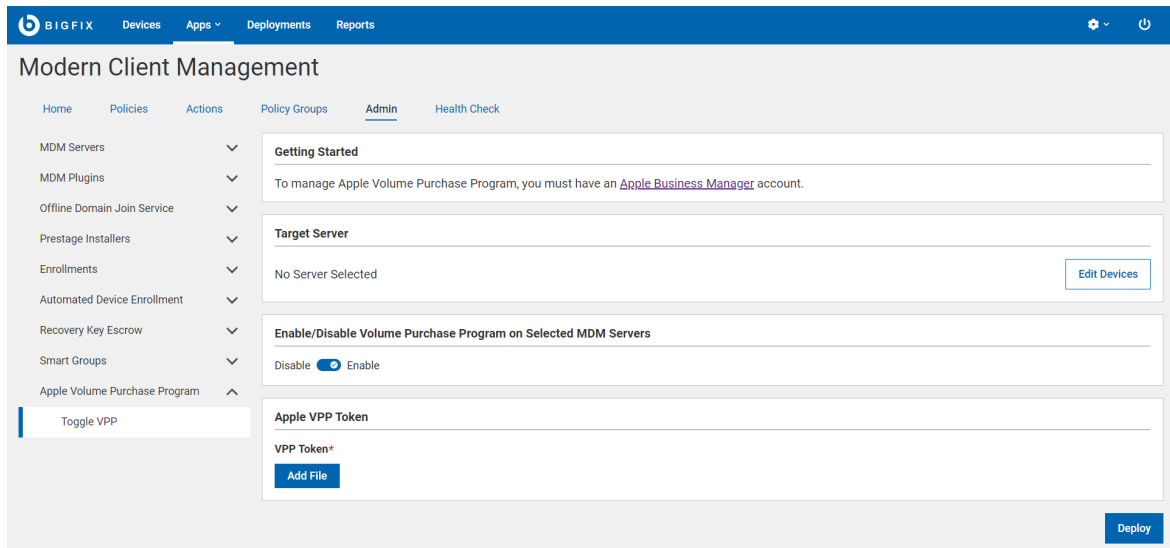 BIGFIX Devices Apps Deployments Reports
Modern Client Management
Home Policies Actions Policy Groups Admin Health Check
MDM Servers
MDM Plugins
Offline Domain Join Service
Prestage Installers
Enrollments
Automated Device Enrollment
Recovery Key Escrow
Smart Groups
Apple Volume Purchase Program
Toggle VPP
Getting Started
To manage Apple Volume Purchase Program, you must have an Apple Business Manager account.
Target Server
No Server Selected Edit Devices
Enable/Disable Volume Purchase Program on Selected MDM Servers
Disable Enable
Apple VPP Token
VPP Token*
Add File
Deploy